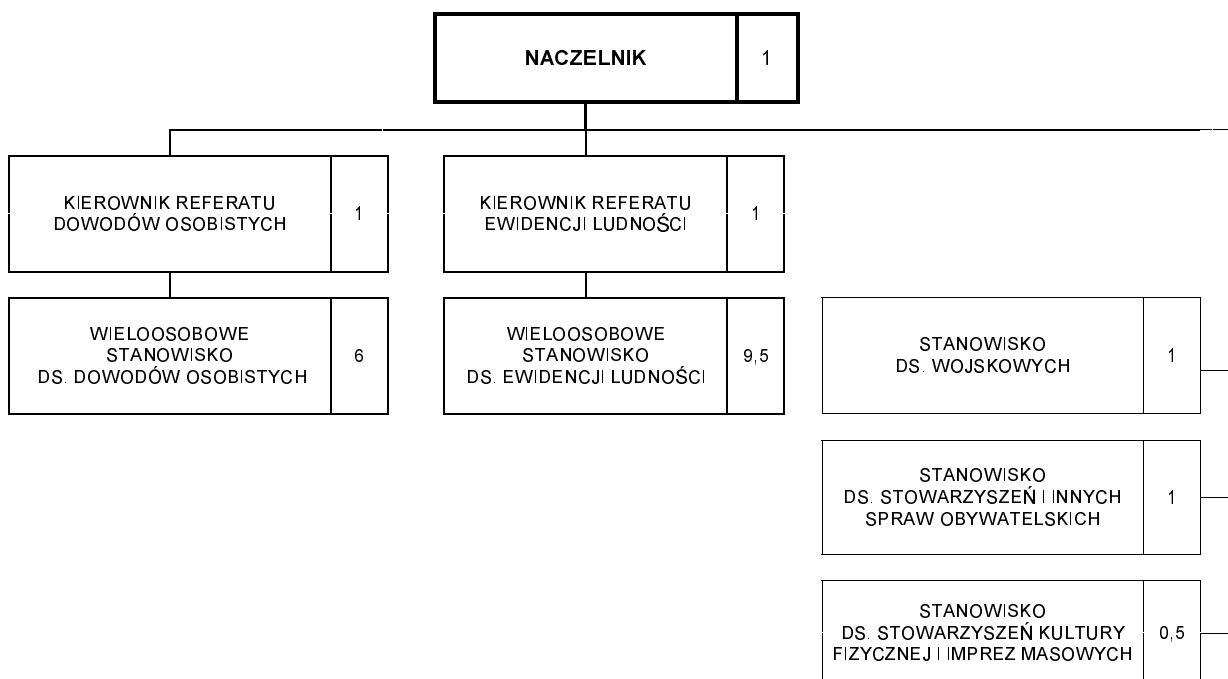 NACZELNIK 1
KIEROWNIK REFERATU
DOWODÓW OSOBISTYCH 1
KIEROWNIK REFERATU
EWIDENCJI LUDNOŚCI 1
WIELOOSOBOWE
STANOWISKO
DS. DOWODÓW OSOBISTYCH 6
WIELOOSOBOWE
STANOWISKO
DS. EWIDENCJI LUDNOŚCI 9,5
STANOWISKO
DS. WOJSKOWYCH 1
STANOWISKO
DS. STOWARZYSZEŃ I INNYCH
SPRAW OBYWATELSKICH 1
STANOWISKO
DS. STOWARZYSZEŃ KULTURY
FIZYCZNEJ I IMPREZ MASOWYCH 0,5